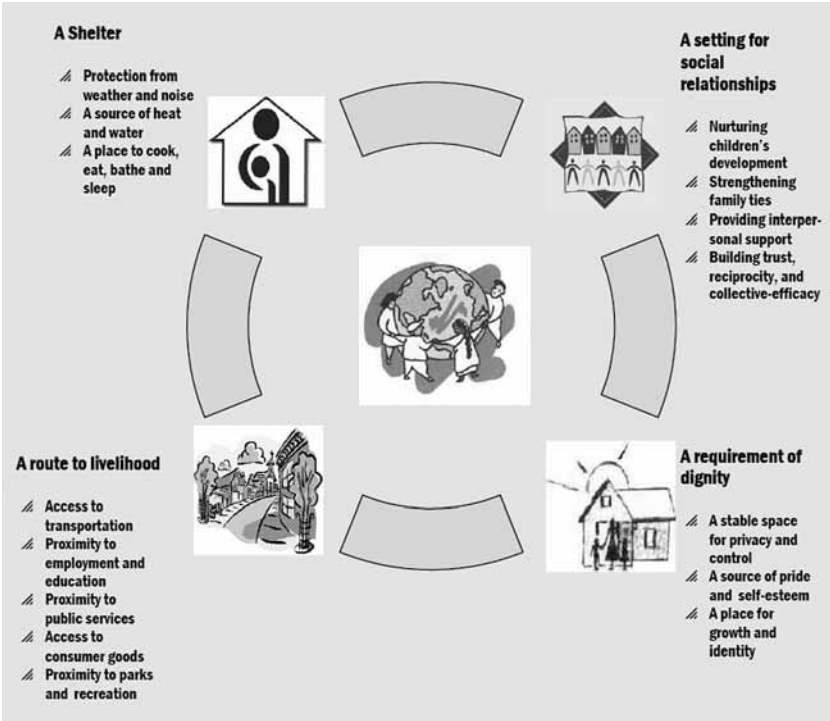 A Shelter
Protection from
weather and noise
A source of heat
and water
A place to cook,
eat, bathe and
sleep
A setting for
social
relationships
Nurturing
children's
development
Strengthening
family ties
Providing interper-
sonal support
Building trust,
reciprocity, and
collective-efficacy
A route to livelihood
Access to
transportation
Proximity to
employment and
education
Proximity to
public services
Access to
consumer goods
Proximity to parks
and recreation
A requirement of
dignity
A stable space
for privacy and
control
A source of pride
and self-esteem
A place for
growth and
identity